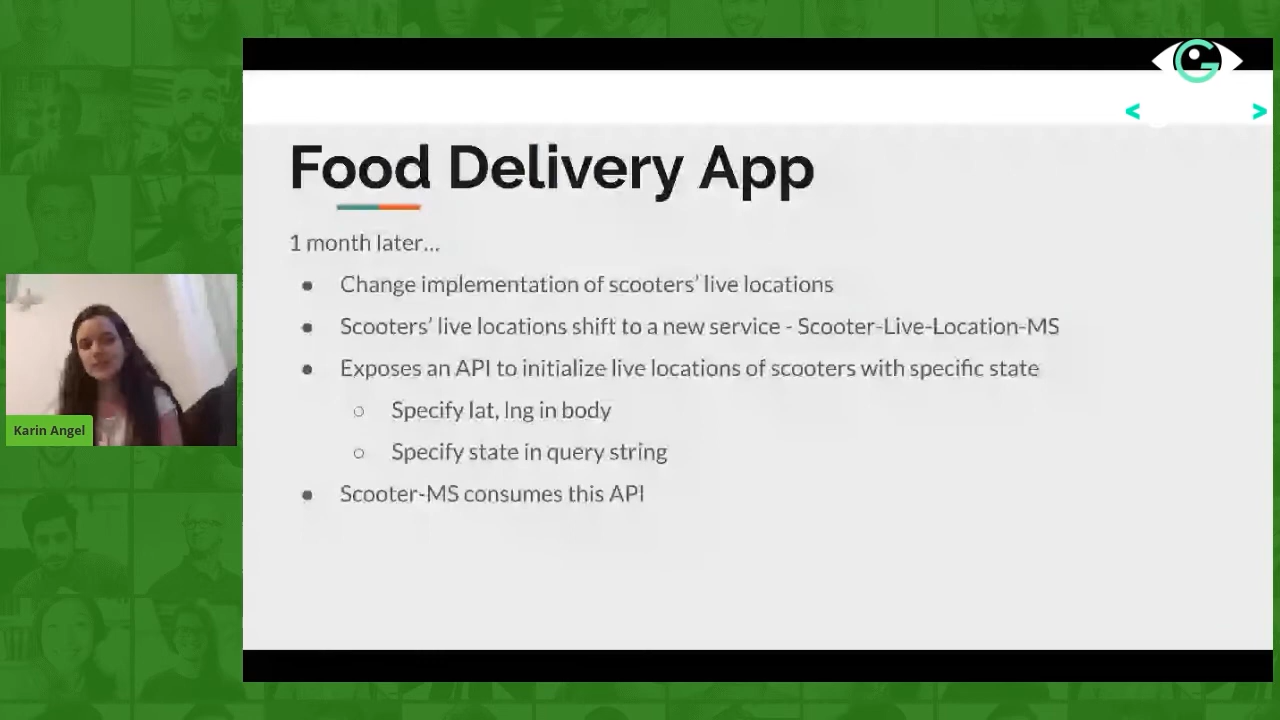 Food Delivery App
1 month later...
● Change implementation of scooters' live locations
● Scooters' live locations shift to a new service - Scooter-Live-Location-MS
● Exposes an API to initialize live locations of scooters with specific state
○ Specify lat, lng in body
○ Specify state in query string
● Scooter-MS consumes this API
Karin Angel